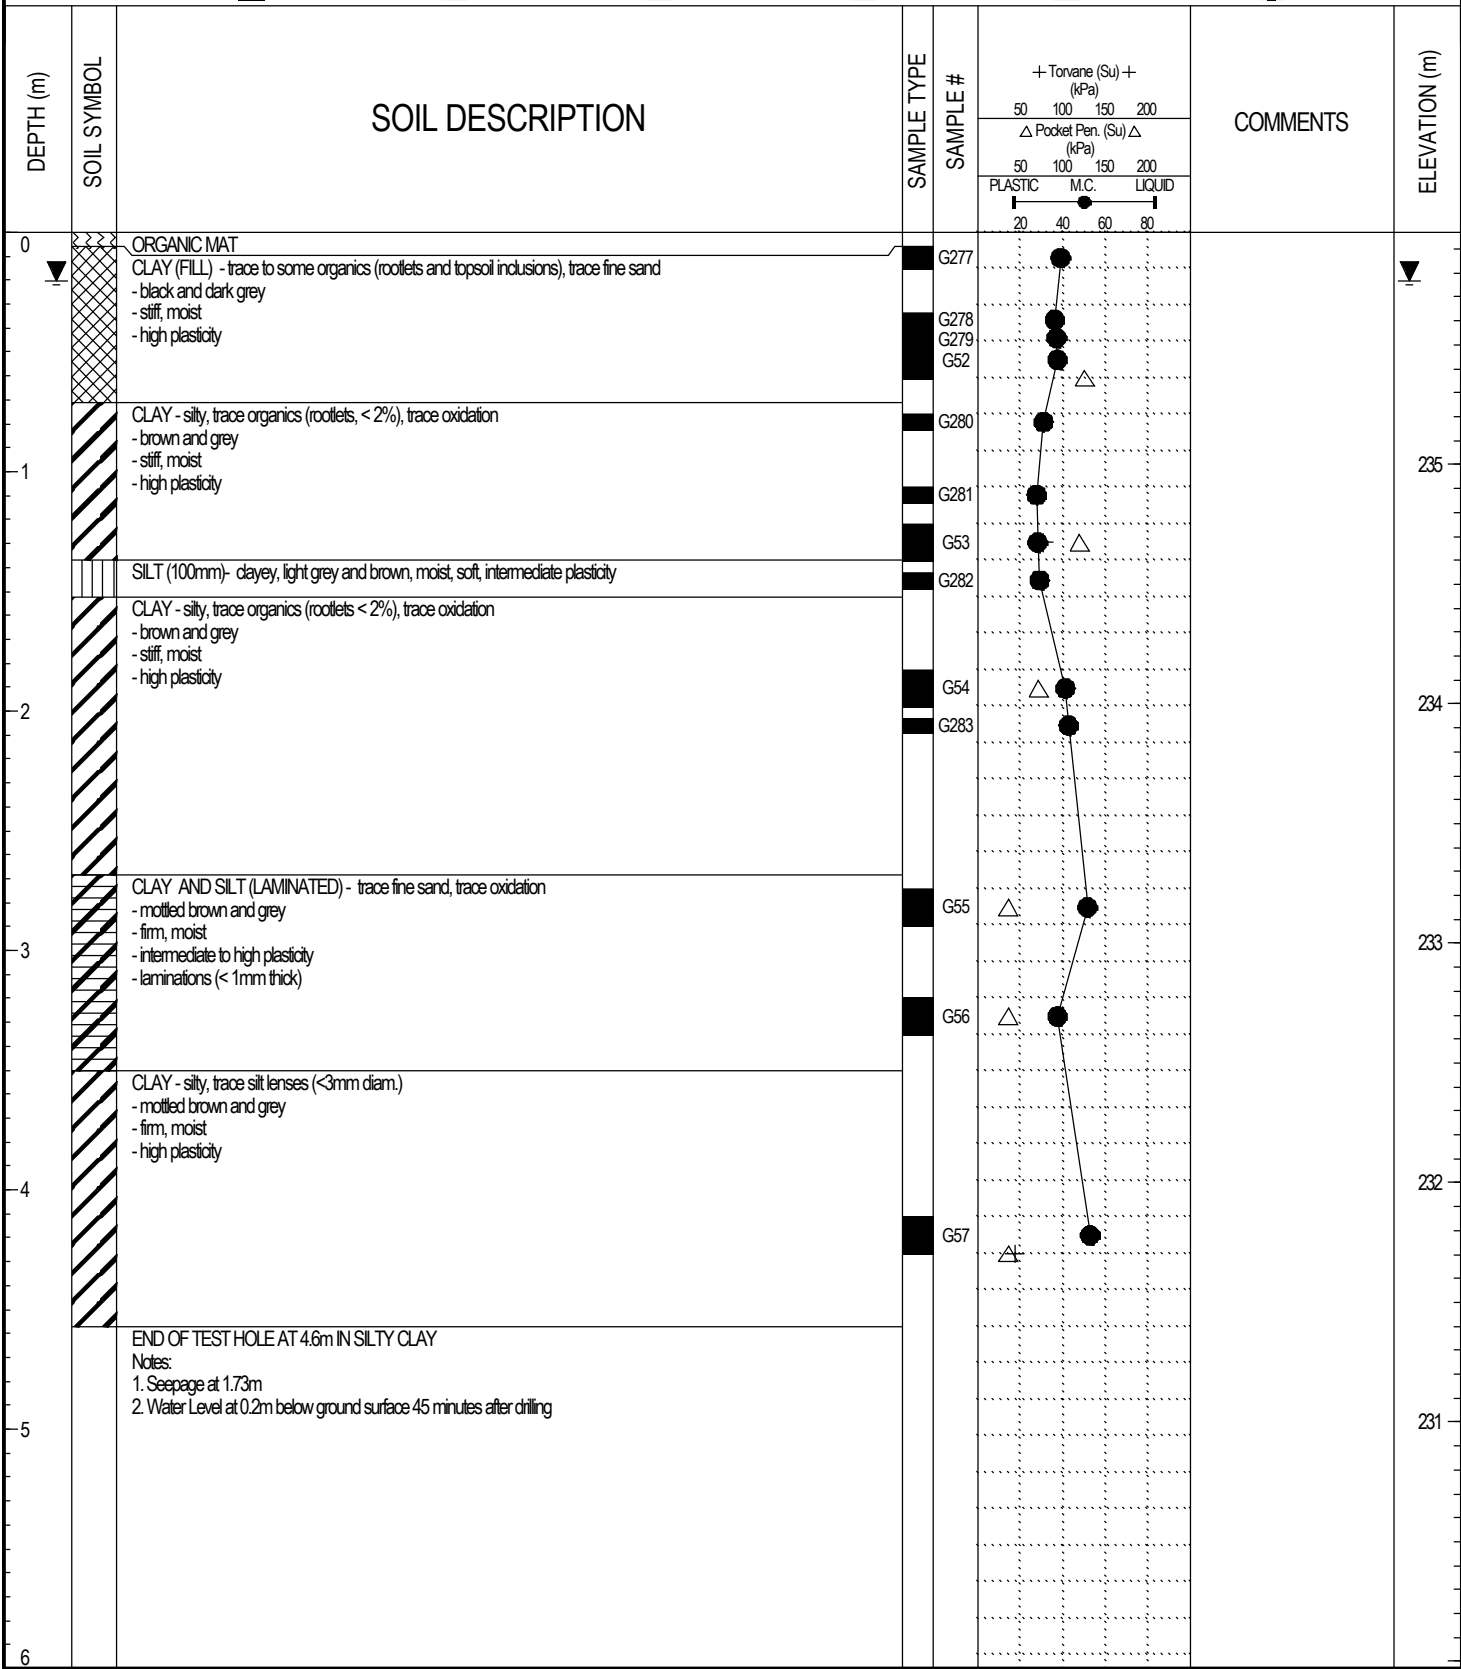 DEPTH (m)
SOIL SYMBOL
SOIL DESCRIPTION
SAMPLE TYPE
SAMPLE #
+ Torvane (Su) +
(kPa)
50 100 150 200
△ Pocket Pen. (Su) △
(kPa)
50 100 150 200
PLASTIC M.C. LIQUID
20 40 60 80
COMMENTS
ELEVATION (m)
0
ORGANIC MAT
CLAY (FILL) - trace to some organics (rootlets and topsoil inclusions), trace fine sand
- black and dark grey
- stiff, moist
- high plasticity
G277
G278
G279
G52
CLAY - silty, trace organics (rootlets, < 2%), trace oxidation
- brown and grey
- stiff, moist
- high plasticity
G280
1
235
G281
G53
SILT (100mm)- clayey, light grey and brown, moist, soft, intermediate plasticity
G282
CLAY - silty, trace organics (rootlets < 2%), trace oxidation
- brown and grey
- stiff, moist
- high plasticity
G54
2
234
G283
CLAY AND SILT (LAMINATED) - trace fine sand, trace oxidation
- mottled brown and grey
- firm, moist
- intermediate to high plasticity
- laminations (< 1mm thick)
G55
3
233
G56
CLAY - silty, trace silt lenses (<3mm diam.)
- mottled brown and grey
- firm, moist
- high plasticity
4
232
G57
END OF TEST HOLE AT 4.6m IN SILTY CLAY
Notes:
1. Seepage at 1.73m
2. Water Level at 0.2m below ground surface 45 minutes after drilling
5
231
6